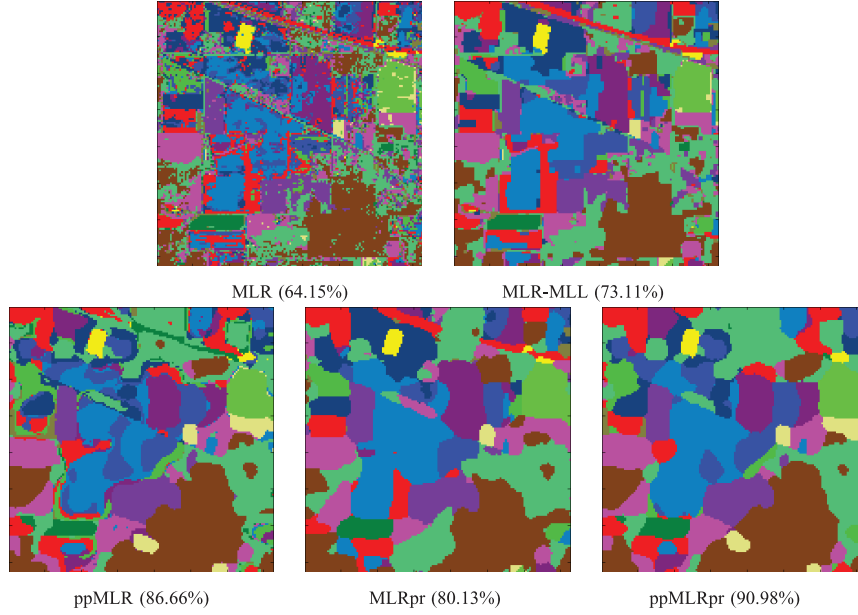 MLR (64.15%)
MLR-MLL (73.11%)
ppMLR (86.66%)
MLRpr (80.13%)
ppMLRpr (90.98%)